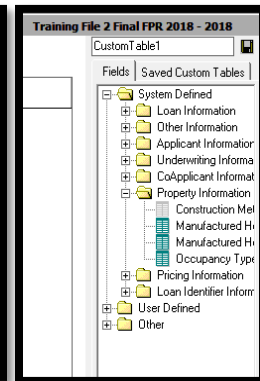 Training File 2 Final FPR 2018 - 2018
CustomTable1
Fields Saved Custom Tables
System Defined
Loan Information
Other Information
Applicant Information
Underwriting Informa
CoApplicant Informat
Property Information
Construction Met
Manufactured Ho
Manufactured Ho
Occupancy Type
Pricing Information
Loan Identifier Inform
User Defined
Other